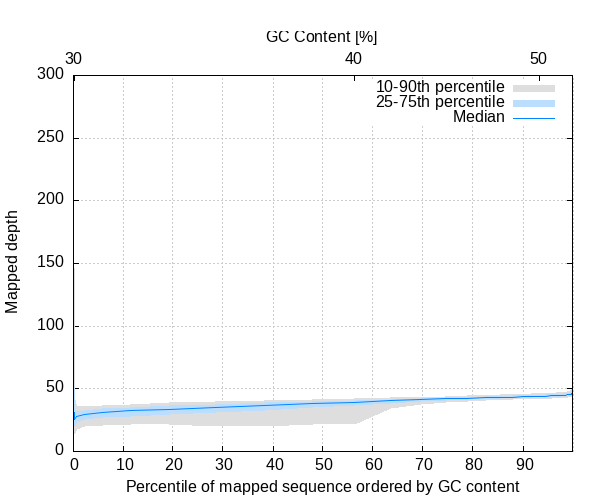 GC Content [%]
30 40 50
300
10-90th percentile
25-75th percentile
Median
250
200
150
100
50
0
Mapped depth
0 10 20 30 40 50 60 70 80 90
Percentile of mapped sequence ordered by GC content